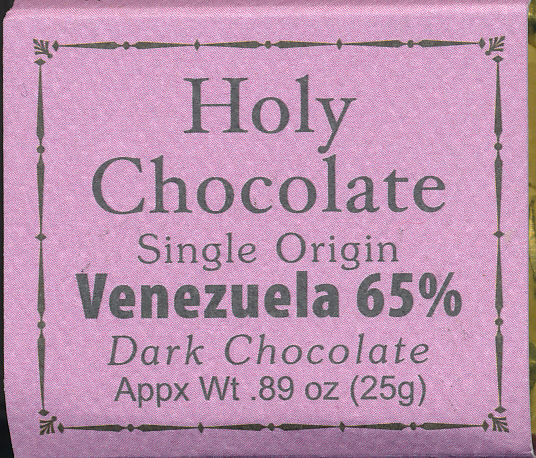 Holy
Chocolate
Single Origin
Venezuela 65%
Dark Chocolate
Appx Wt .89 oz (25g)